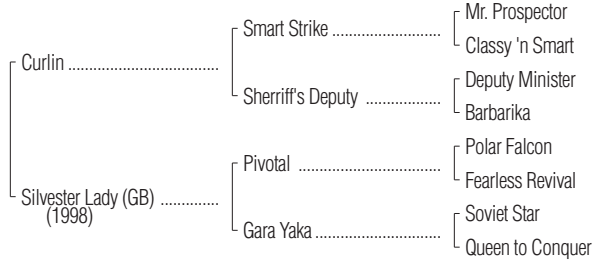 Mr. Prospector
Smart Strike ....................
Classy 'n Smart
Curlin ...................................
Deputy Minister
Sherriff's Deputy ..................
Barbarika
Polar Falcon
Pivotal .................................
Fearless Revival
Silvester Lady (GB) ..............
(1998)
Soviet Star
Gara Yaka .............................
Queen to Conquer